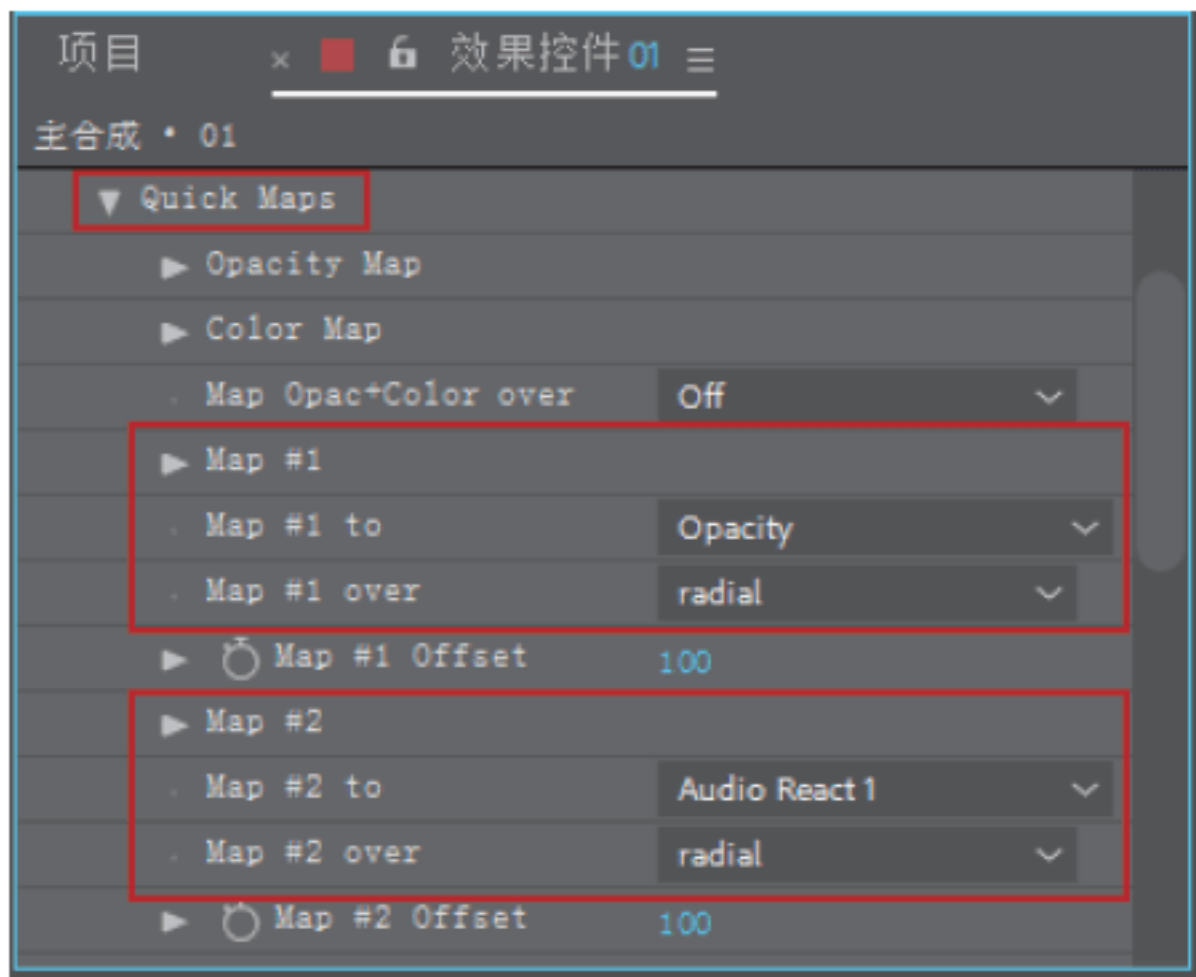 项目 × 效果控件 01 ≡
主合成 · 01
Quick Maps
Opacity Map
Color Map
Map Opac+Color over Off
Map #1
Map #1 to Opacity
Map #1 over radial
Map #1 Offset 100
Map #2
Map #2 to Audio React 1
Map #2 over radial
Map #2 Offset 100